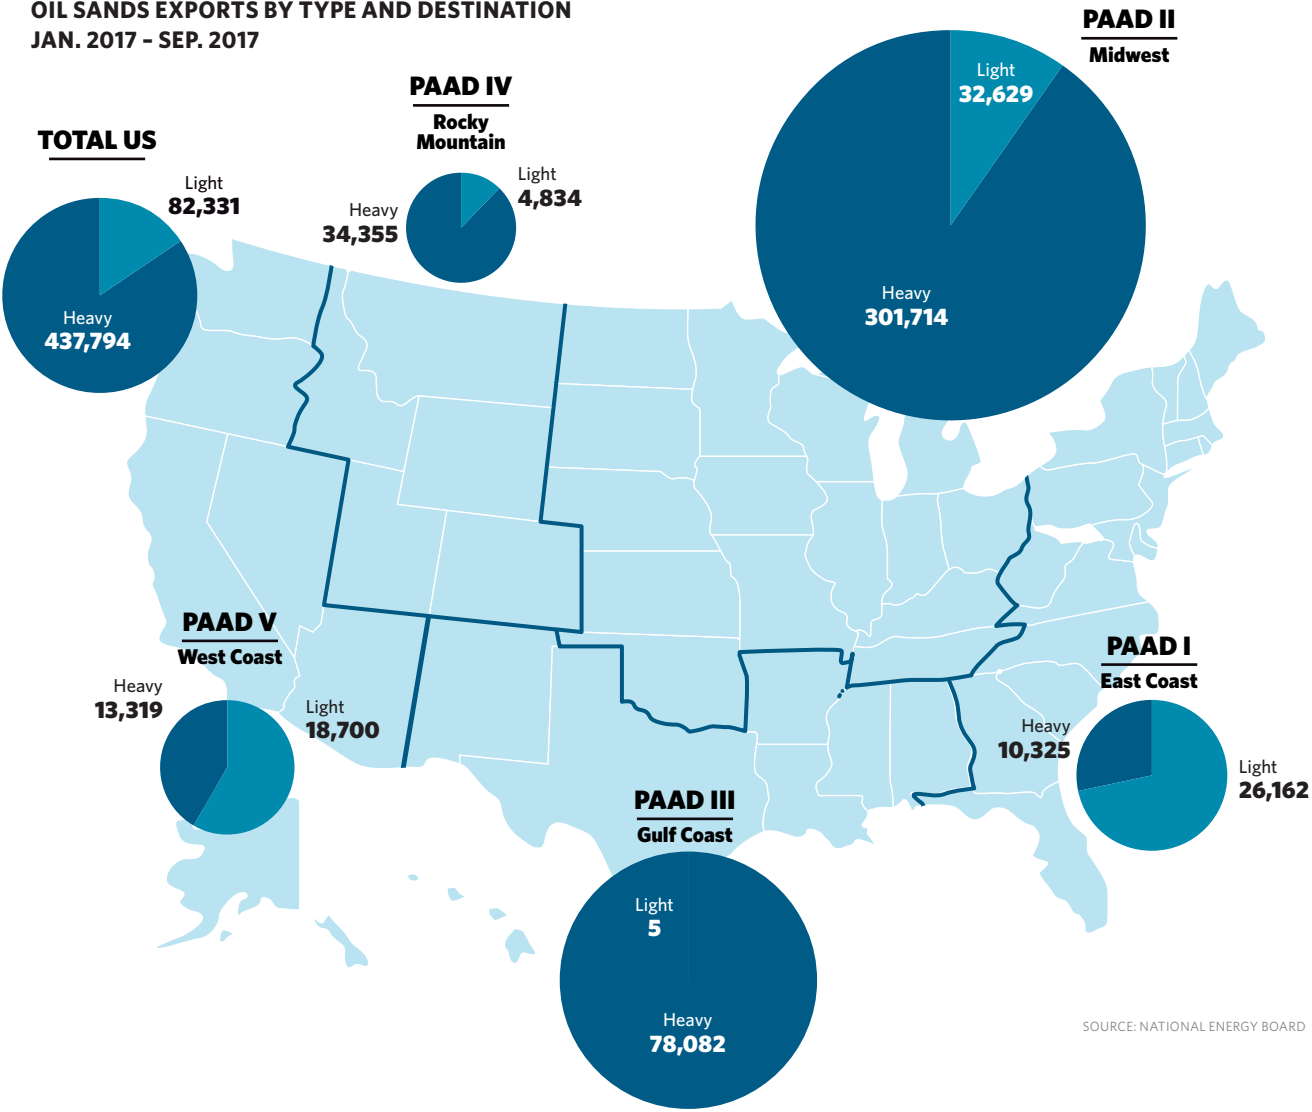 OIL SANDS EXPORTS BY TYPE AND DESTINATION
JAN. 2017 – SEP. 2017
TOTAL US
Light
82,331
Heavy
437,794
PAAD IV
Rocky
Mountain
Light
4,834
Heavy
34,355
PAAD II
Midwest
Light
32,629
Heavy
301,714
PAAD V
West Coast
Heavy
13,319
Light
18,700
PAAD III
Gulf Coast
Light
5
Heavy
78,082
PAAD I
East Coast
Heavy
10,325
Light
26,162
SOURCE: NATIONAL ENERGY BOARD